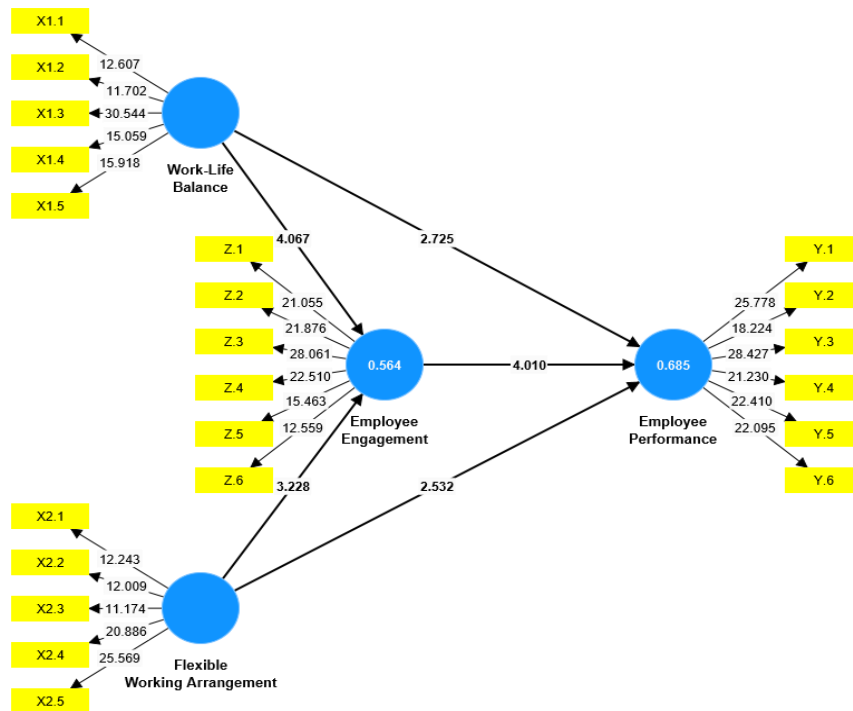 X1.1
12.607
X1.2
11.702
X1.3
30.544
X1.4
15.059
15.918
X1.5
Work-Life
Balance
4.067
2.725
Z.1
21.055
Z.2
21.876
Z.3
28.061
Z.4
22.510
Z.5
15.463
12.559
Z.6
0.564
Employee
Engagement
4.010
0.685
Employee
Performance
Y.1
25.778
Y.2
18.224
Y.3
28.427
Y.4
21.230
Y.5
22.410
22.095
Y.6
3.228
2.532
X2.1
12.243
X2.2
12.009
X2.3
11.174
X2.4
20.886
25.569
X2.5
Flexible
Working Arrangement